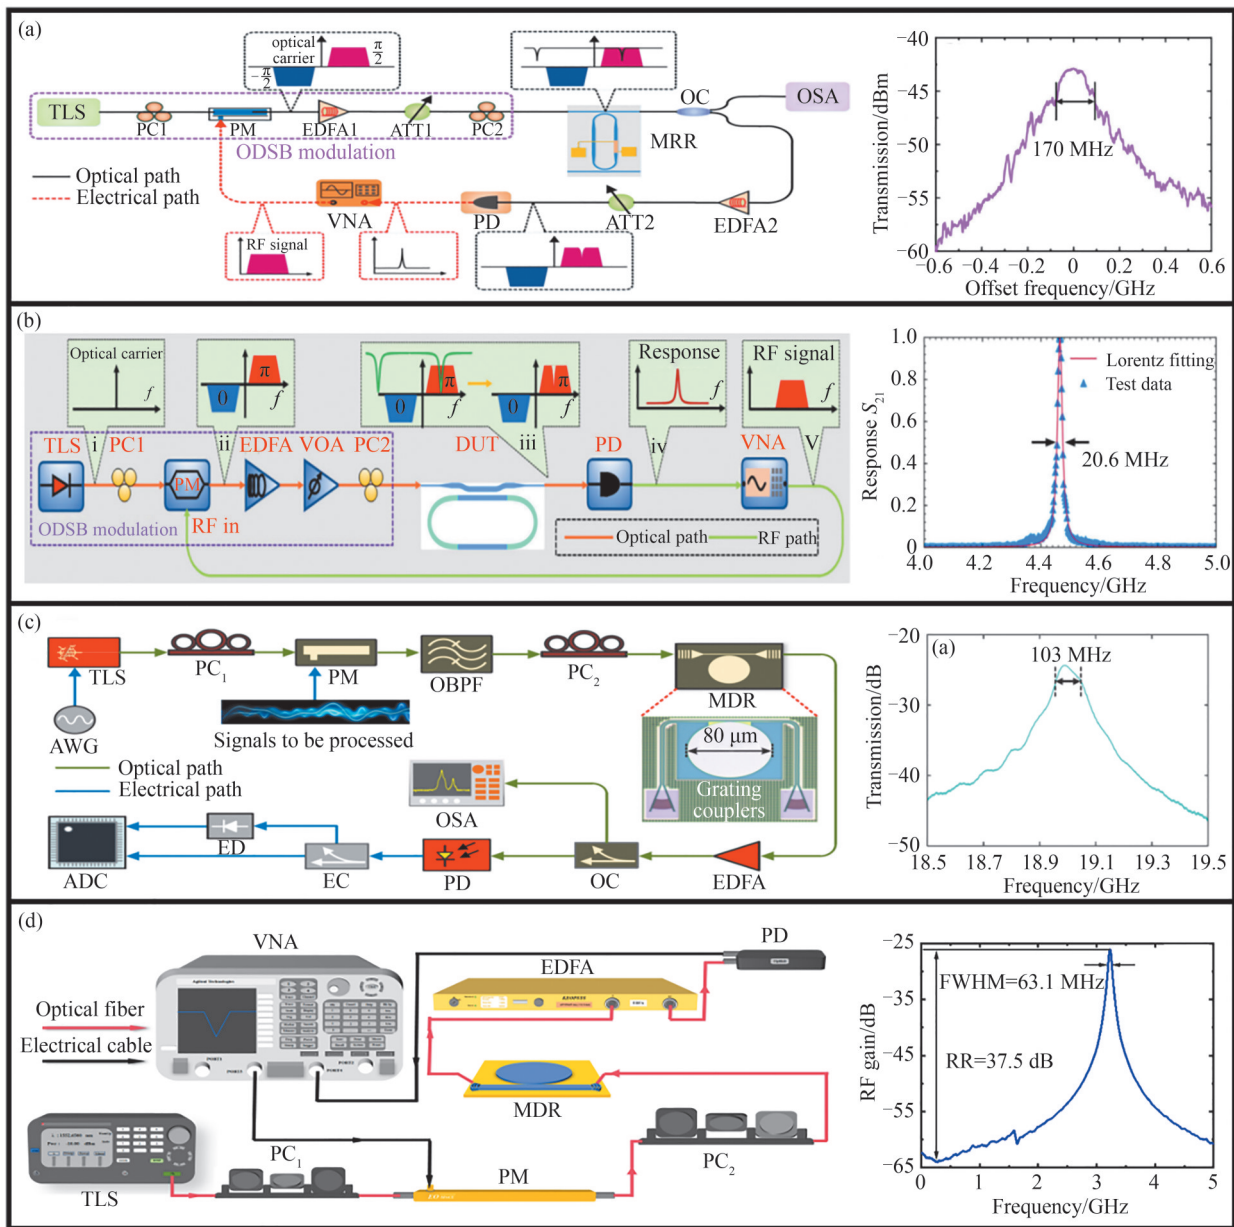 (a)
optical
carrier
π/2
−π/2
TLS
PC1
PM
EDFA1
ATT1
PC2
ODSB modulation
MRR
OC
OSA
Optical path
Electrical path
VNA
PD
ATT2
EDFA2
RF signal
Transmission/dBm
−40
−45
−50
−55
−60
170 MHz
−0.6 −0.4 −0.2 0 0.2 0.4 0.6
Offset frequency/GHz
(b)
Optical carrier
f
0
π
f
0
π
f
0
π
f
Response
RF signal
TLS
i
PC1
ii
EDFA
VOA
PC2
DUT
iii
PD
iv
VNA
V
PM
RF in
ODSB modulation
Optical path
RF path
Response S21
1.0
0.8
0.6
0.4
0.2
0
Lorentz fitting
Test data
20.6 MHz
4.0 4.2 4.4 4.6 4.8 5.0
Frequency/GHz
(c)
TLS
PC1
PM
OBPF
PC2
MDR
AWG
Signals to be processed
80 μm
Grating
couplers
Optical path
Electrical path
OSA
ADC
ED
EC
PD
OC
EDFA
(a)
Transmission/dB
−20
−30
−40
−50
103 MHz
18.5 18.7 18.9 19.1 19.3 19.5
Frequency/GHz
(d)
VNA
Agilent Technologies
EDFA
PD
Optical fiber
Electrical cable
MDR
TLS
PC1
PM
PC2
RF gain/dB
−25
−35
−45
−55
−65
FWHM=63.1 MHz
RR=37.5 dB
0 1 2 3 4 5
Frequency/GHz